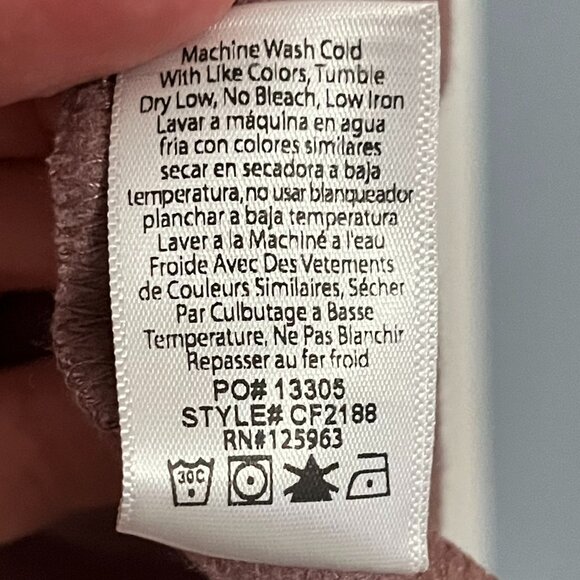 Machine Wash Cold
With Like Colors, Tumble
Dry Low, No Bleach, Low Iron
Lavar a máquina en agua
fria con colores similares
secar en secadora a baja
temperatura, no usar blanqueador
planchar a baja temperatura
Laver a la Machiné a l'eau
Froide Avec Des Vetements
de Couleurs Similaires, Sécher
Par Culbutage a Basse
Temperature, Ne Pas Blanchir
Repasser au fer froid
PO# 13305
STYLE# CF2188
RN#125963
30C